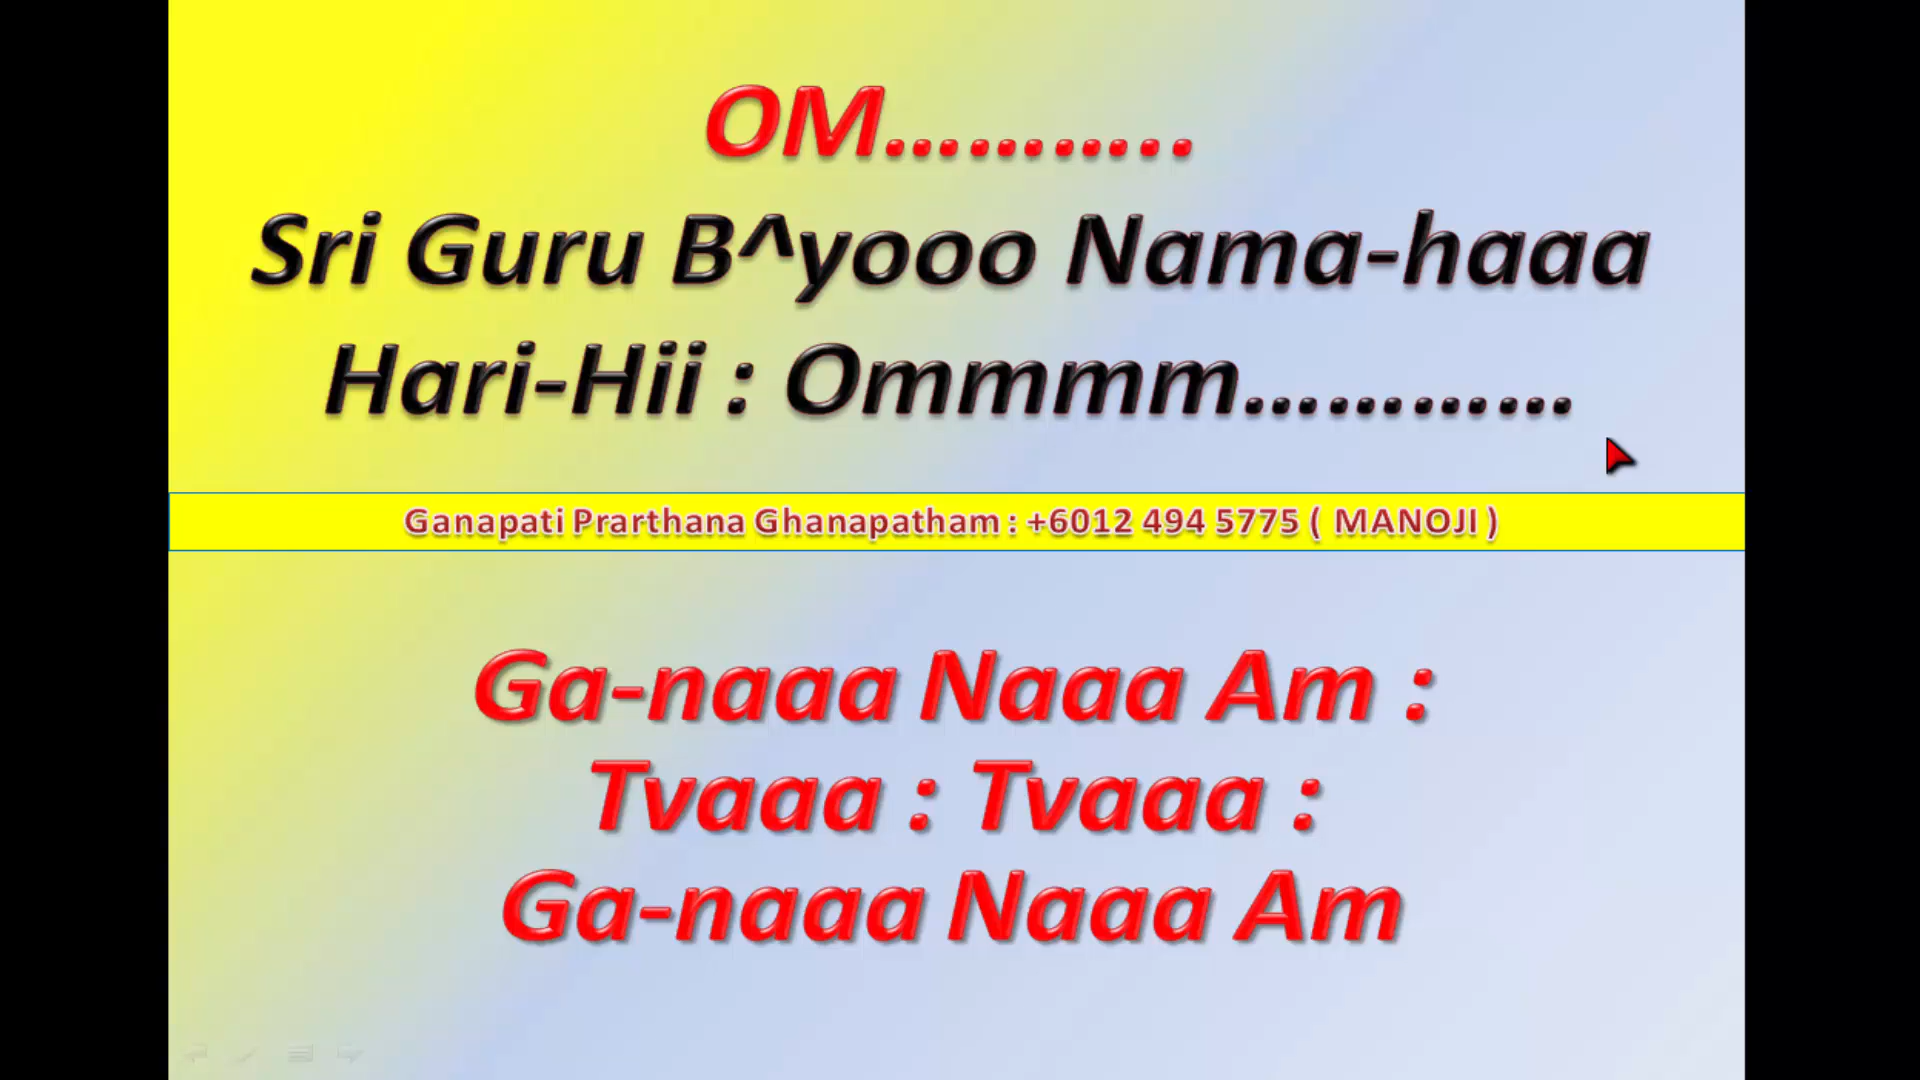 OM………..
Sri Guru B^yooo Nama-haaa
Hari-Hii : Ommmm…………
Ganapati Prarthana Ghanapatham : +6012 494 5775 ( MANOJI )
Ga-naaa Naaa Am :
Tvaaa : Tvaaa :
Ga-naaa Naaa Am